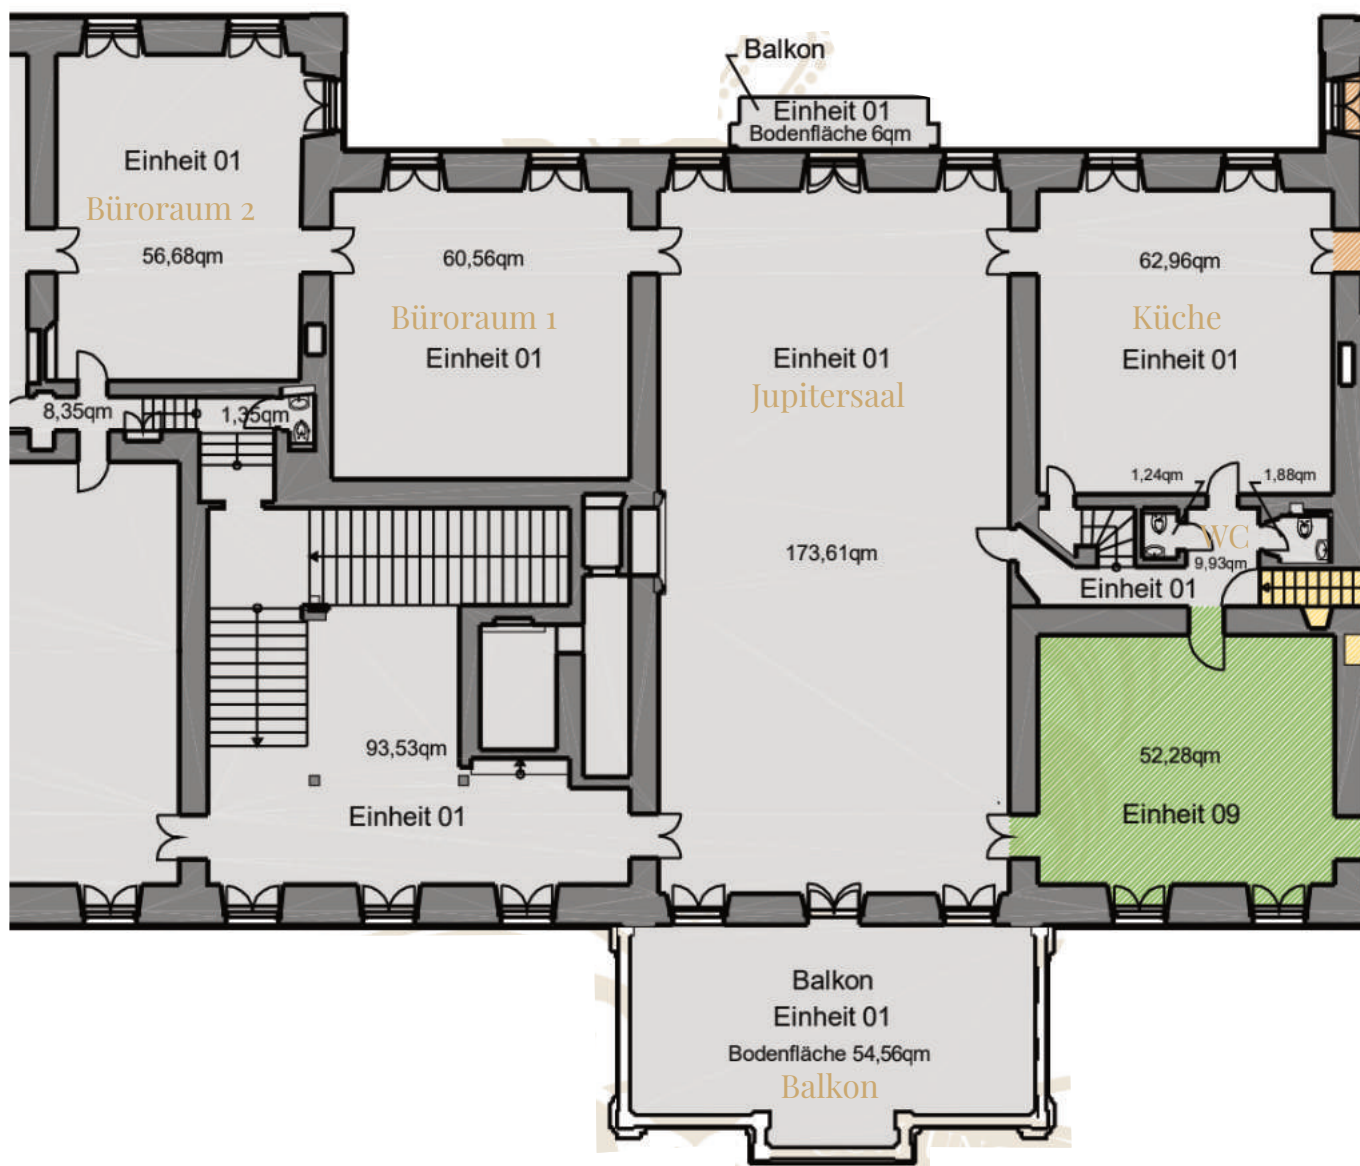 Balkon
Einheit 01
Bodenfläche 6qm
Einheit 01
Büroraum 2
56,68qm
60,56qm
Büroraum 1
Einheit 01
Einheit 01
Jupitersaal
62,96qm
Küche
Einheit 01
8,35qm
1,35qm
1,24qm
1,88qm
WC
9,93qm
Einheit 01
173,61qm
93,53qm
Einheit 01
52,28qm
Einheit 09
Balkon
Einheit 01
Bodenfläche 54,56qm
Balkon